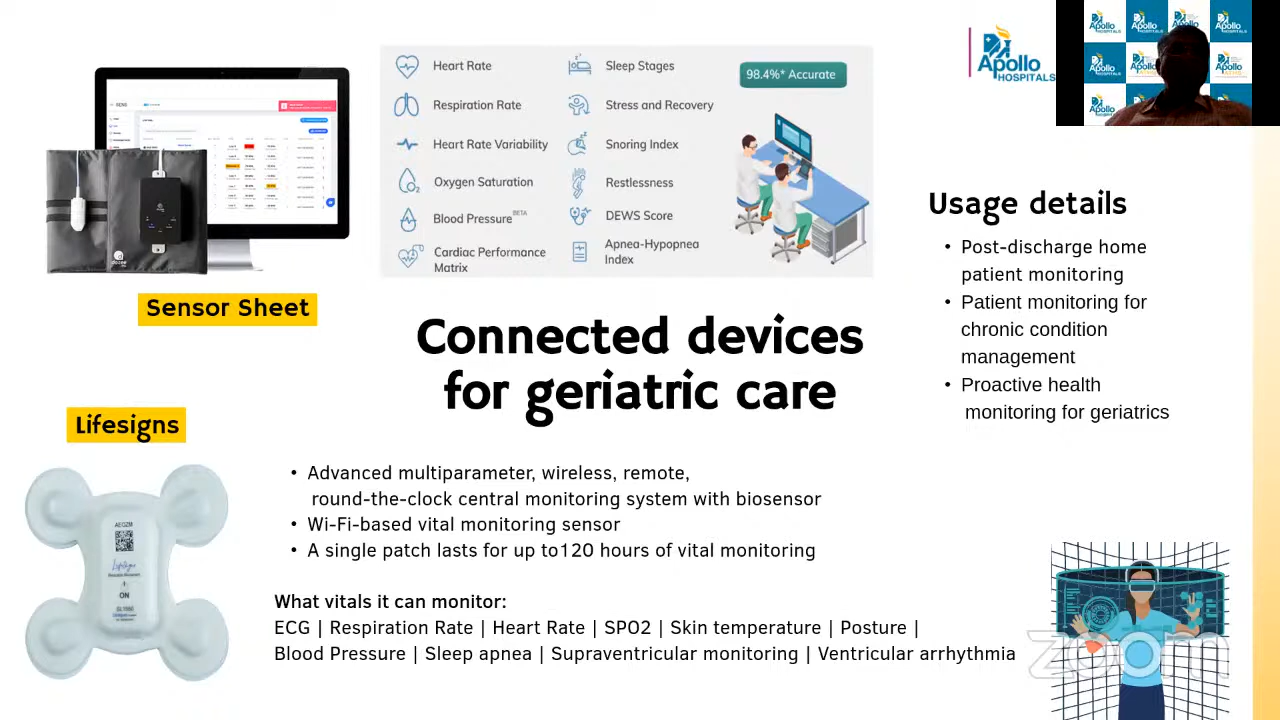 Heart Rate
Respiration Rate
Heart Rate Variability
Oxygen Saturation
Blood Pressure BETA
Cardiac Performance
Matrix
Sleep Stages
Stress and Recovery
Snoring Index
Restlessness
DEWS Score
Apnea-Hypopnea
Index
98.4%* Accurate
Apollo
HOSPITALS
dozee
Sensor Sheet
Usage details
• Post-discharge home
patient monitoring
• Patient monitoring for
chronic condition
management
• Proactive health
monitoring for geriatrics
Connected devices
for geriatric care
Lifesigns
AEQZM
ON
• Advanced multiparameter, wireless, remote,
round-the-clock central monitoring system with biosensor
• Wi-Fi-based vital monitoring sensor
• A single patch lasts for up to120 hours of vital monitoring
What vitals it can monitor:
ECG | Respiration Rate | Heart Rate | SPO2 | Skin temperature | Posture |
Blood Pressure | Sleep apnea | Supraventricular monitoring | Ventricular arrhythmia
zoom